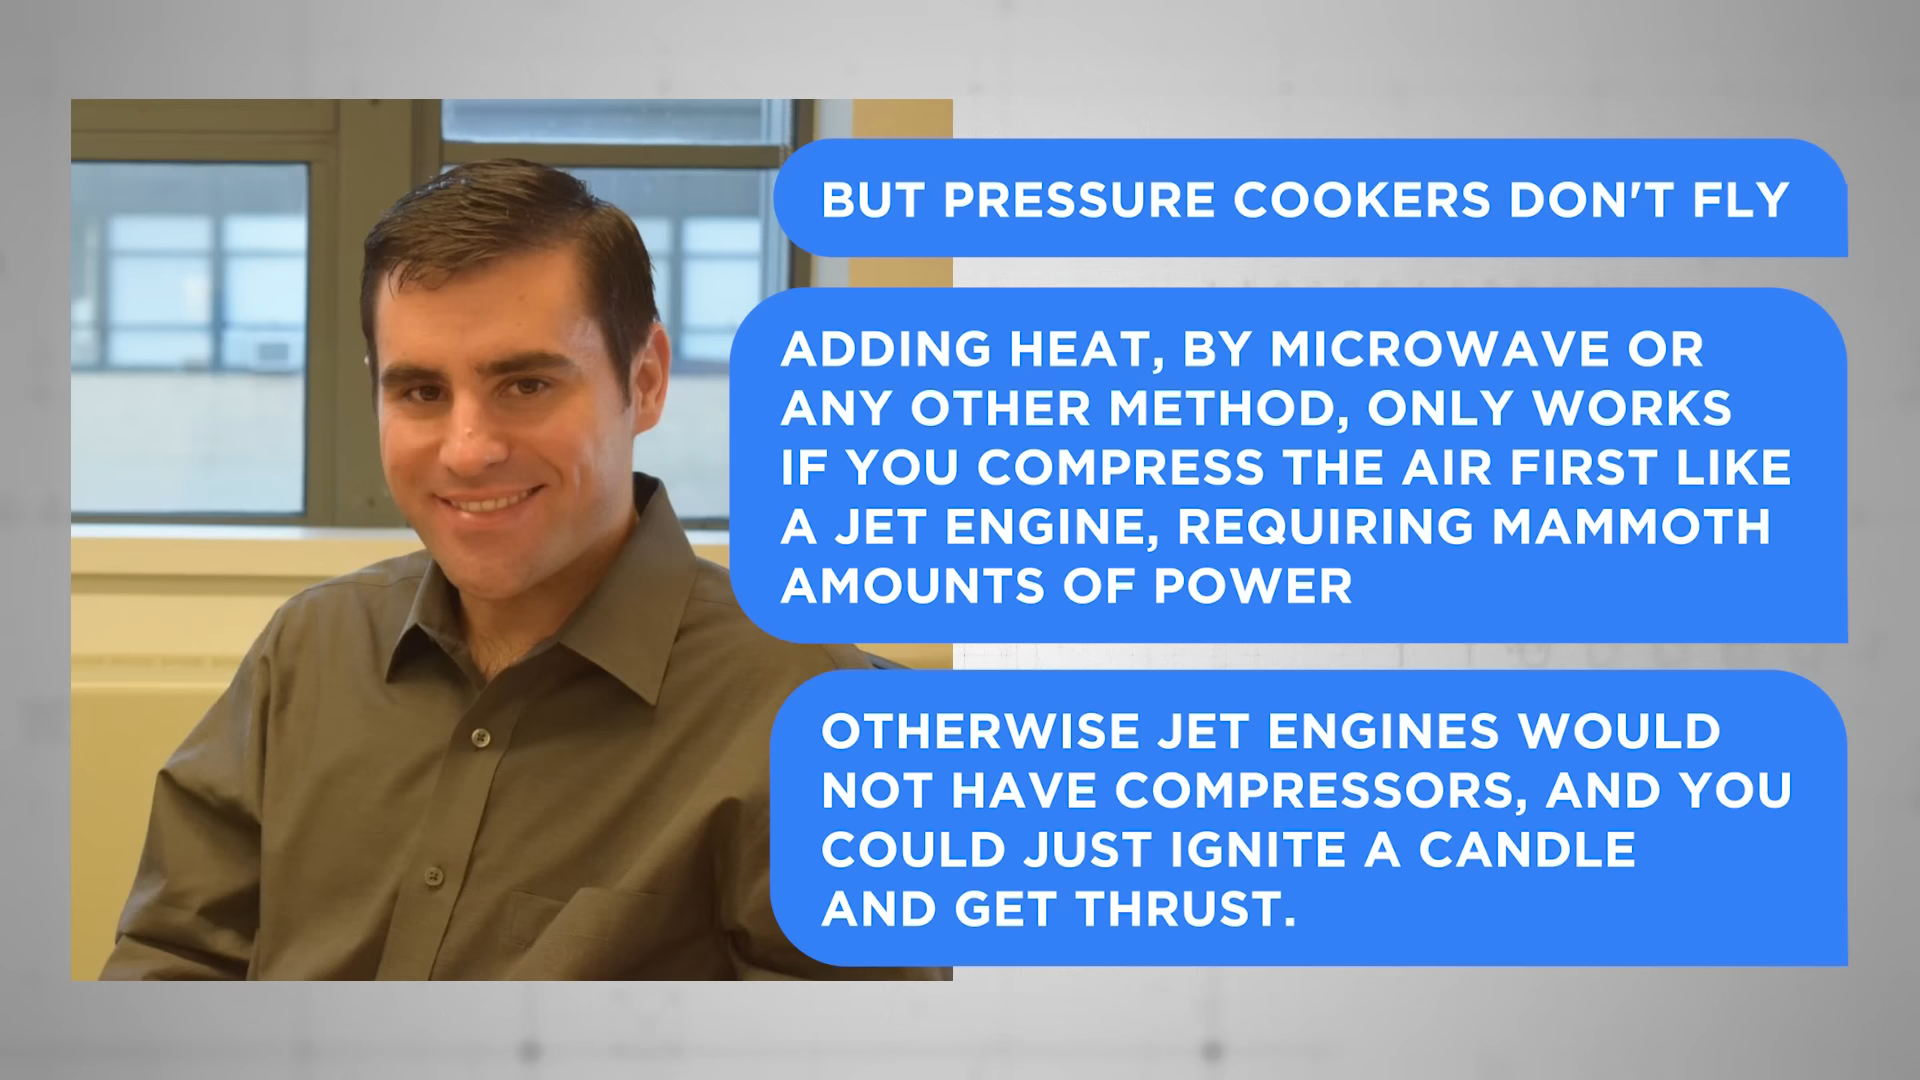 BUT PRESSURE COOKERS DON'T FLY
ADDING HEAT, BY MICROWAVE OR
ANY OTHER METHOD, ONLY WORKS
IF YOU COMPRESS THE AIR FIRST LIKE
A JET ENGINE, REQUIRING MAMMOTH
AMOUNTS OF POWER
OTHERWISE JET ENGINES WOULD
NOT HAVE COMPRESSORS, AND YOU
COULD JUST IGNITE A CANDLE
AND GET THRUST.